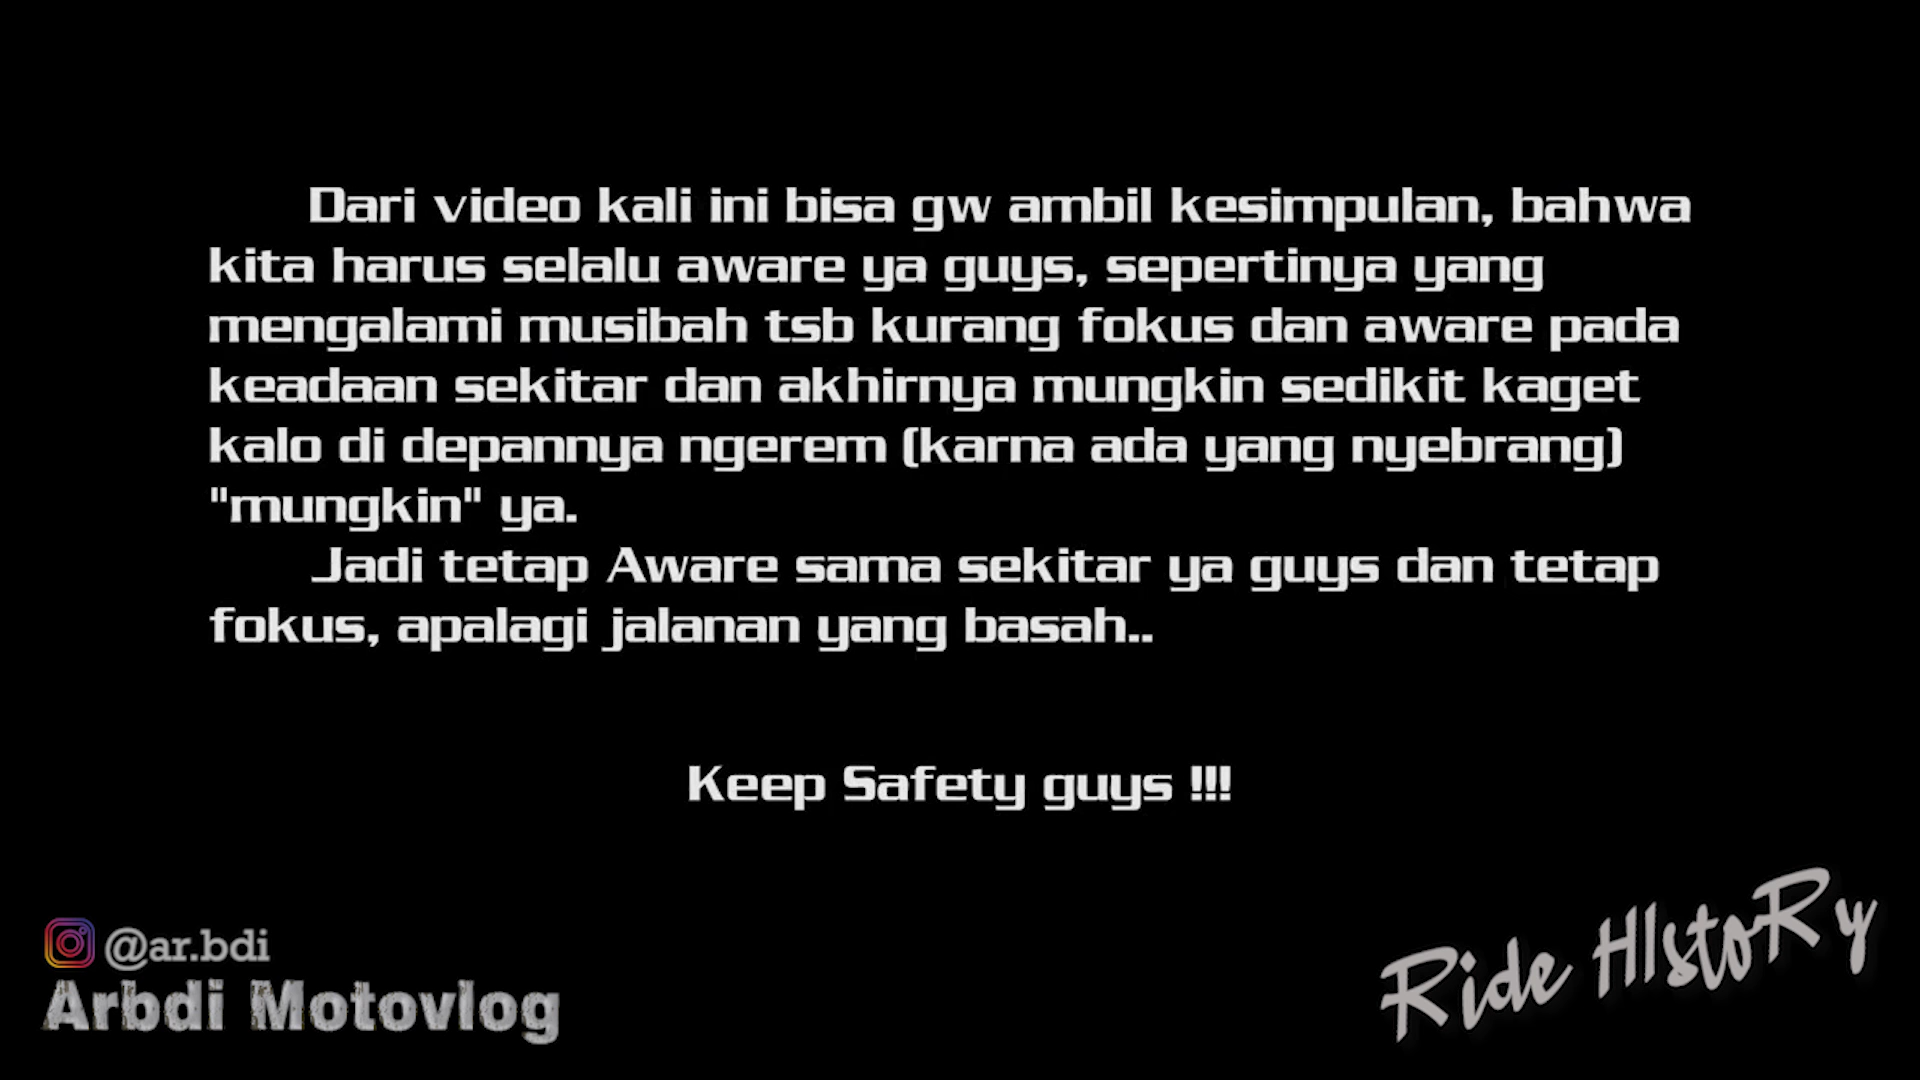 Dari video kali ini bisa gw ambil kesimpulan, bahwa
kita harus selalu aware ya guys, sepertinya yang
mengalami musibah tsb kurang fokus dan aware pada
keadaan sekitar dan akhirnya mungkin sedikit kaget
kalo di depannya ngerem (karna ada yang nyebrang)
"mungkin" ya.
Jadi tetap Aware sama sekitar ya guys dan tetap
fokus, apalagi jalanan yang basah..
Keep Safety guys !!!
@ar.bdi
Arbdi Motovlog
Ride HIstoRy